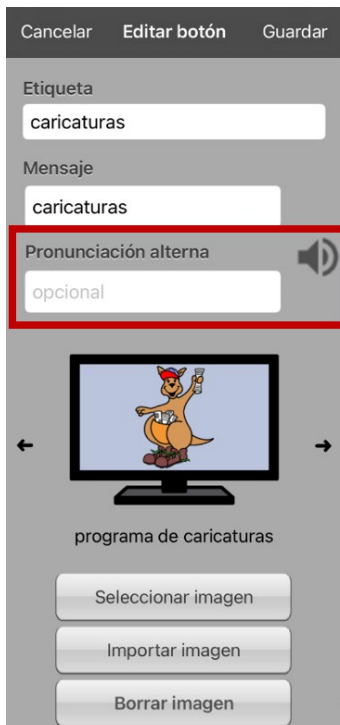 Cancelar Editar botón Guardar
Etiqueta
caricaturas
Mensaje
caricaturas
Pronunciación alterna
opcional
programa de caricaturas
Seleccionar imagen
Importar imagen
Borrar imagen